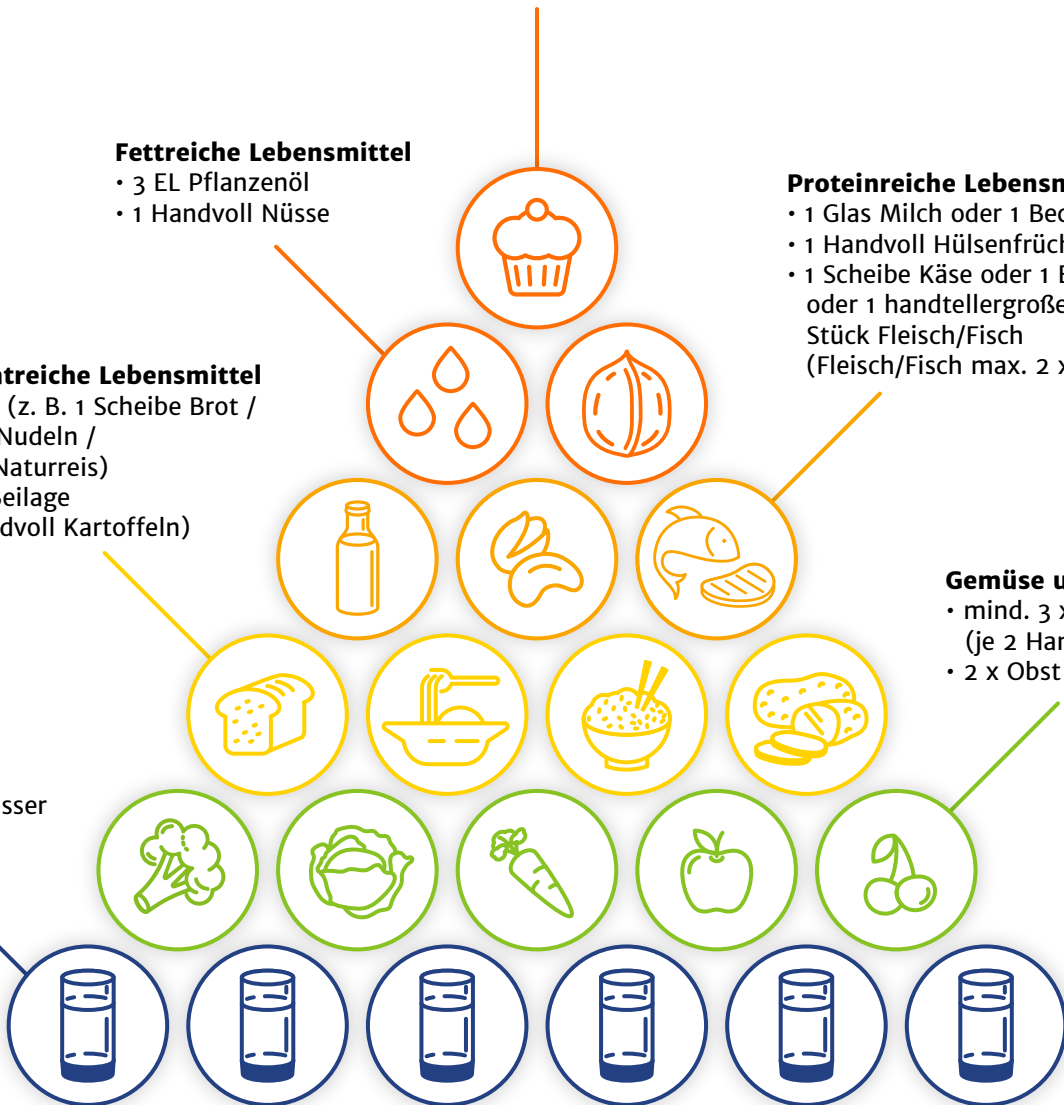 Fettreiche Lebensmittel
• 3 EL Pflanzenöl
• 1 Handvoll Nüsse
Proteinreiche Lebensm
• 1 Glas Milch oder 1 Bec
• 1 Handvoll Hülsenfrüch
• 1 Scheibe Käse oder 1 E
oder 1 handtellergroße
Stück Fleisch/Fisch
(Fleisch/Fisch max. 2 x
atreiche Lebensmittel
(z. B. 1 Scheibe Brot /
Nudeln /
Naturreis)
Beilage
dvoll Kartoffeln)
Gemüse u
• mind. 3 x
(je 2 Han
• 2 x Obst
sser